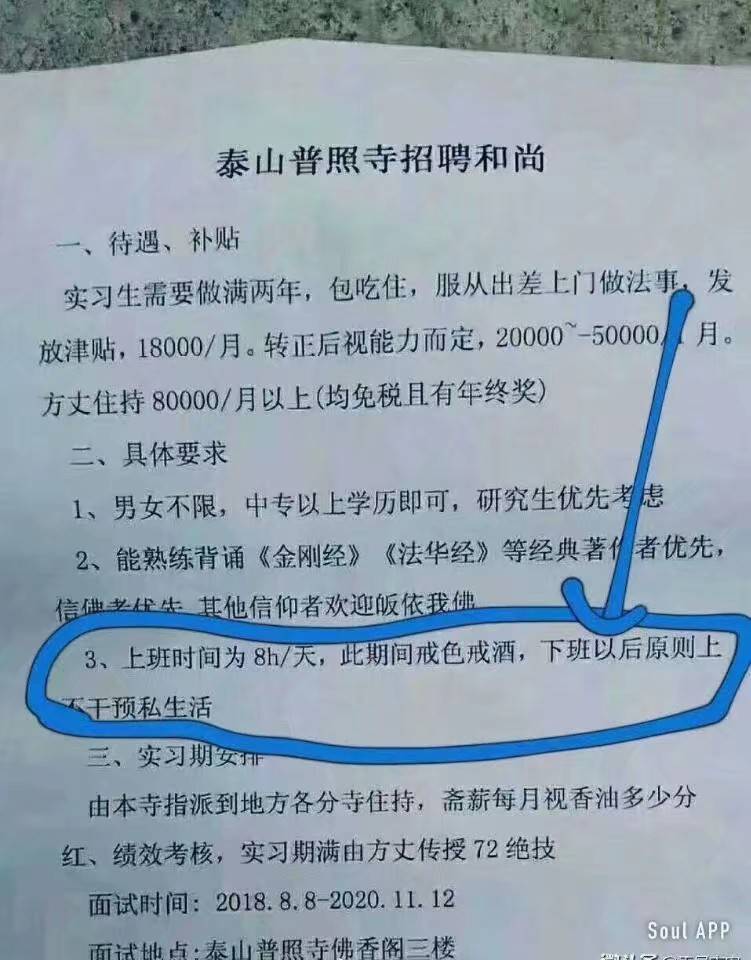 泰山普照寺招聘和尚
一、待遇、补贴
实习生需要做满两年，包吃住，服从出差上门做法事，发
放津贴，18000/月。转正后视能力而定，20000~-50000/ 月。
方丈住持 80000/月以上(均免税且有年终奖)
二、具体要求
1、男女不限，中专以上学历即可，研究生优先考虑
2、能熟练背诵《金刚经》《法华经》等经典著作者优先，
信佛者优先 其他信仰者欢迎皈依我佛
3、上班时间为 8h/天，此期间戒色戒酒，下班以后原则上
不干预私生活
三、实习期安排
由本寺指派到地方各分寺住持，斋薪每月视香油多少分
红、绩效考核，实习期满由方丈传授 72 绝技
面试时间: 2018.8.8-2020.11.12
面试地点:泰山普照寺佛香阁三楼
Soul APP